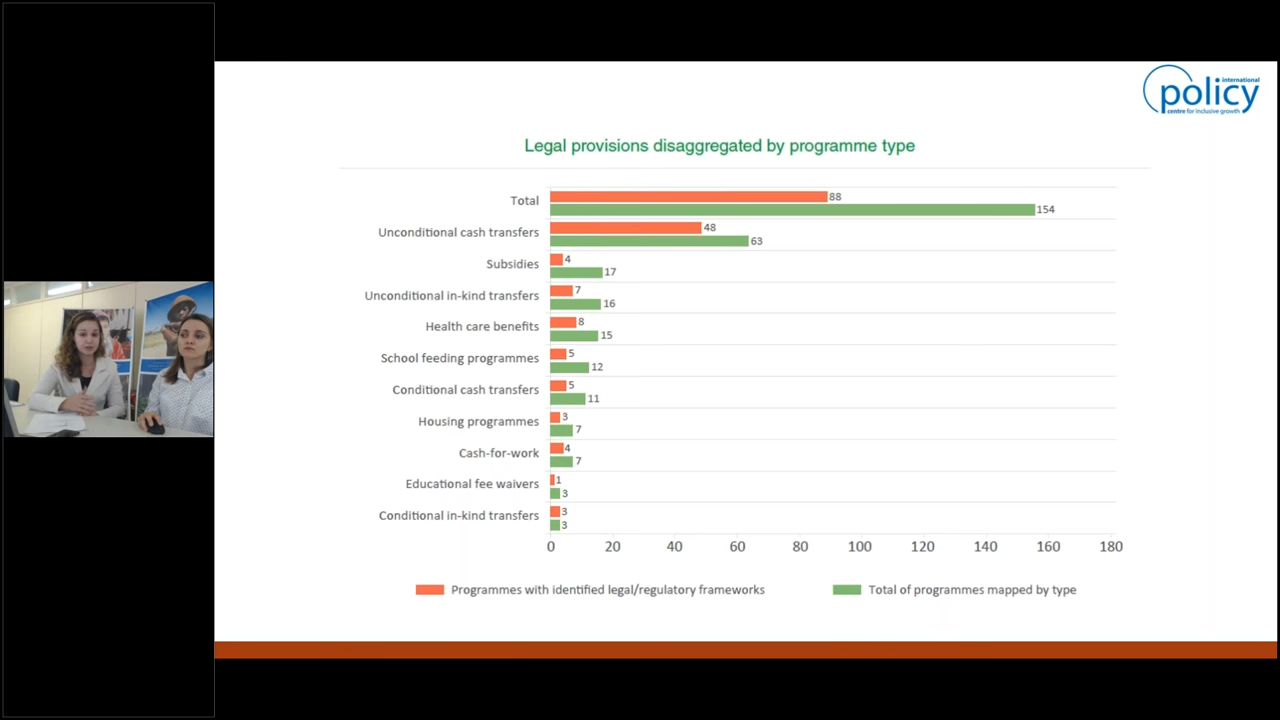 international
policy
centre for inclusive growth
Legal provisions disaggregated by programme type
Total
88
154
Unconditional cash transfers
48
63
Subsidies
4
17
Unconditional in-kind transfers
7
16
Health care benefits
8
15
School feeding programmes
5
12
Conditional cash transfers
5
11
Housing programmes
3
7
Cash-for-work
4
7
Educational fee waivers
1
3
Conditional in-kind transfers
3
3
0 20 40 60 80 100 120 140 160 180
Programmes with identified legal/regulatory frameworks
Total of programmes mapped by type